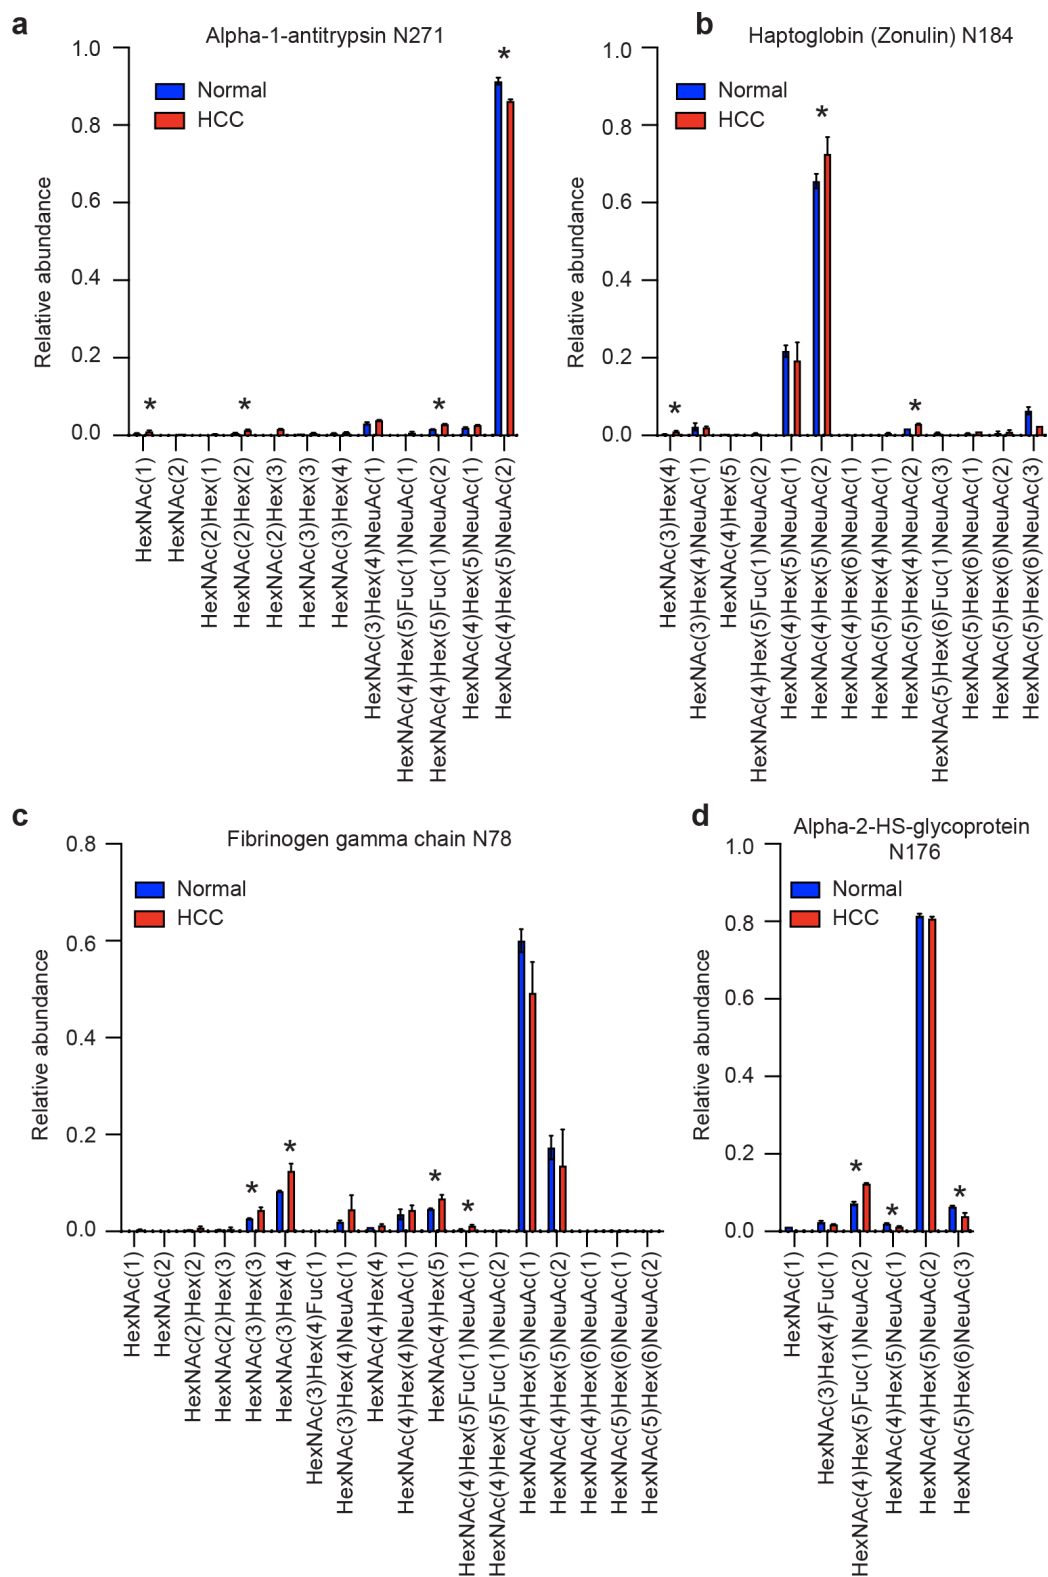 a
Alpha-1-antitrypsin N271
Normal
HCC
Relative abundance
1.0
0.8
0.6
0.4
0.2
0.0
*
*
*
*
HexNAc(1)
HexNAc(2)
HexNAc(2)Hex(1)
HexNAc(2)Hex(2)
HexNAc(2)Hex(3)
HexNAc(3)Hex(3)
HexNAc(3)Hex(4)
HexNAc(3)Hex(4)NeuAc(1)
HexNAc(4)Hex(5)Fuc(1)NeuAc(1)
HexNAc(4)Hex(5)Fuc(1)NeuAc(2)
HexNAc(4)Hex(5)NeuAc(1)
HexNAc(4)Hex(5)NeuAc(2)
b
Haptoglobin (Zonulin) N184
Normal
HCC
Relative abundance
1.0
0.8
0.6
0.4
0.2
0.0
*
*
*
HexNAc(3)Hex(4)
HexNAc(3)Hex(4)NeuAc(1)
HexNAc(4)Hex(5)
HexNAc(4)Hex(5)Fuc(1)NeuAc(2)
HexNAc(4)Hex(5)NeuAc(1)
HexNAc(4)Hex(5)NeuAc(2)
HexNAc(4)Hex(6)NeuAc(1)
HexNAc(5)Hex(4)NeuAc(1)
HexNAc(5)Hex(4)NeuAc(2)
HexNAc(5)Hex(6)Fuc(1)NeuAc(3)
HexNAc(5)Hex(6)NeuAc(1)
HexNAc(5)Hex(6)NeuAc(2)
HexNAc(5)Hex(6)NeuAc(3)
c
Fibrinogen gamma chain N78
Normal
HCC
Relative abundance
0.8
0.6
0.4
0.2
0.0
*
*
*
*
HexNAc(1)
HexNAc(2)
HexNAc(2)Hex(2)
HexNAc(2)Hex(3)
HexNAc(3)Hex(3)
HexNAc(3)Hex(4)
HexNAc(3)Hex(4)Fuc(1)
HexNAc(3)Hex(4)NeuAc(1)
HexNAc(4)Hex(4)
HexNAc(4)Hex(4)NeuAc(1)
HexNAc(4)Hex(5)
HexNAc(4)Hex(5)Fuc(1)NeuAc(1)
HexNAc(4)Hex(5)Fuc(1)NeuAc(2)
HexNAc(4)Hex(5)NeuAc(1)
HexNAc(4)Hex(5)NeuAc(2)
HexNAc(4)Hex(6)NeuAc(1)
HexNAc(5)Hex(6)NeuAc(1)
HexNAc(5)Hex(6)NeuAc(2)
d
Alpha-2-HS-glycoprotein
N176
Normal
HCC
Relative abundance
1.0
0.8
0.6
0.4
0.2
0.0
*
*
*
HexNAc(1)
HexNAc(3)Hex(4)Fuc(1)
HexNAc(4)Hex(5)Fuc(1)NeuAc(2)
HexNAc(4)Hex(5)NeuAc(1)
HexNAc(4)Hex(5)NeuAc(2)
HexNAc(5)Hex(6)NeuAc(3)